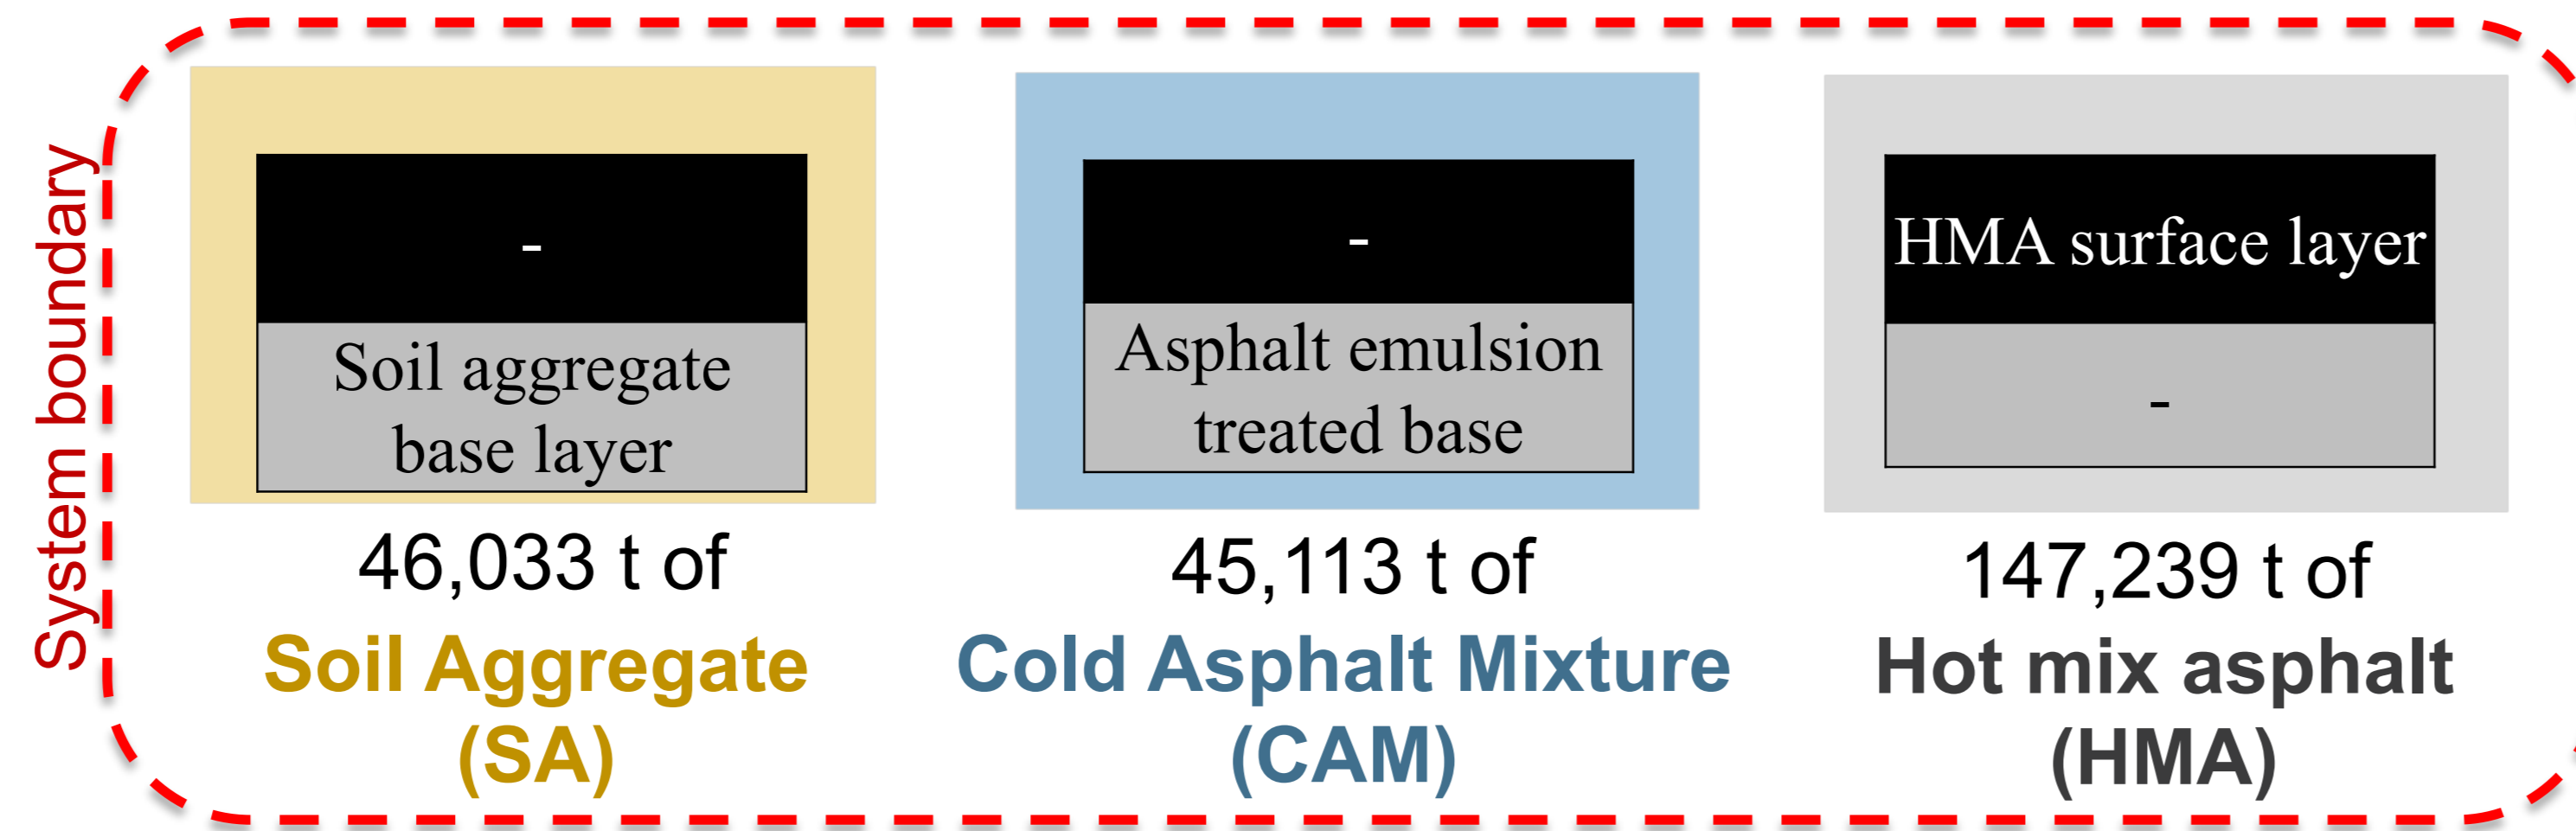 System boundary
-
Soil aggregate
base layer
46,033 t of
Soil Aggregate
(SA)
-
Asphalt emulsion
treated base
45,113 t of
Cold Asphalt Mixture
(CAM)
HMA surface layer
-
147,239 t of
Hot mix asphalt
(HMA)